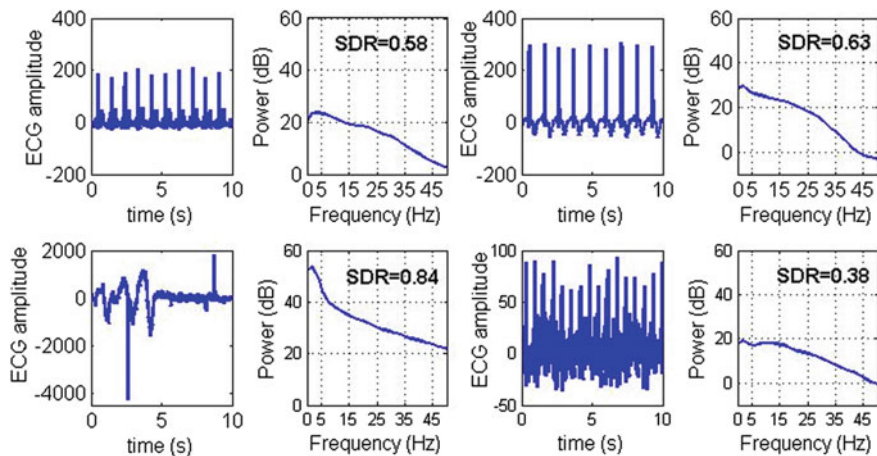 400
200
0
-200
ECG amplitude
0
5
10
time (s)
60
40
20
0
Power (dB)
SDR=0.58
0 5 15 25 35 45
Frequency (Hz)
400
200
0
-200
ECG amplitude
0
5
10
time (s)
60
40
20
0
Power (dB)
SDR=0.63
0 5 15 25 35 45
Frequency (Hz)
2000
0
-2000
-4000
ECG amplitude
0
5
10
time (s)
60
40
20
0
Power (dB)
SDR=0.84
0 5 15 25 35 45
Frequency (Hz)
100
50
0
-50
ECG amplitude
0
5
10
time (s)
60
40
20
0
Power (dB)
SDR=0.38
0 5 15 25 35 45
Frequency (Hz)